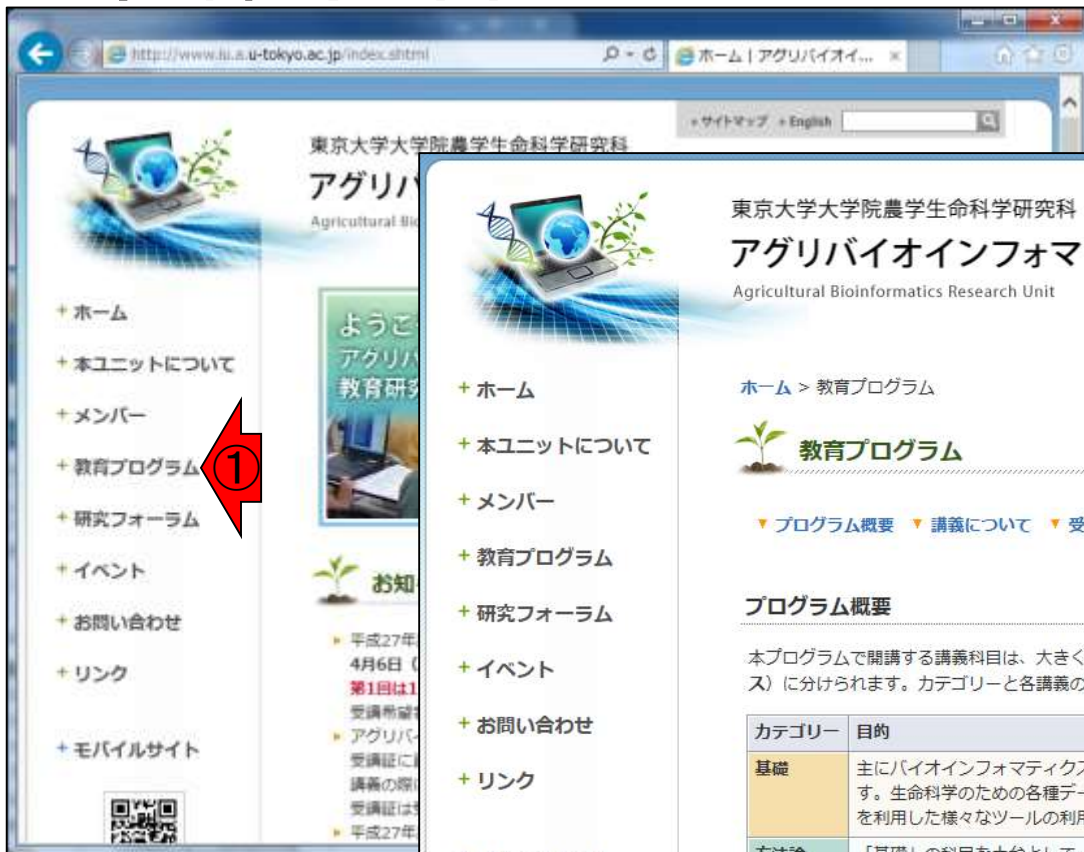 http://www.iu.a.u-tokyo.ac.jp/index.shtml
ホーム | アグリバイオイ...
サイトマップ
English
東京大学大学院農学生命科学研究科
アグリバ
Agricultural Bi
ホーム
本ユニットについて
メンバー
教育プログラム
①
研究フォーラム
イベント
お問い合わせ
リンク
モバイルサイト
ようこ
アグリバ
教育研究
お知
平成27年
4月6日（
第1回は1
受講希望
アグリバイ
受講証に
講義の際
受講証は
平成27年
東京大学大学院農学生命科学研究科
アグリバイオインフォマ
Agricultural Bioinformatics Research Unit
ホーム
本ユニットについて
メンバー
教育プログラム
研究フォーラム
イベント
お問い合わせ
リンク
ホーム > 教育プログラム
教育プログラム
プログラム概要 ▼ 講義について ▼ 受
プログラム概要
本プログラムで開講する講義科目は、大きく
ス）に分けられます。カテゴリーと各講義の
カテゴリー 目的
基礎 主にバイオインフォマティクス
す。生命科学のための各種デー
を利用した様々なツールの利用